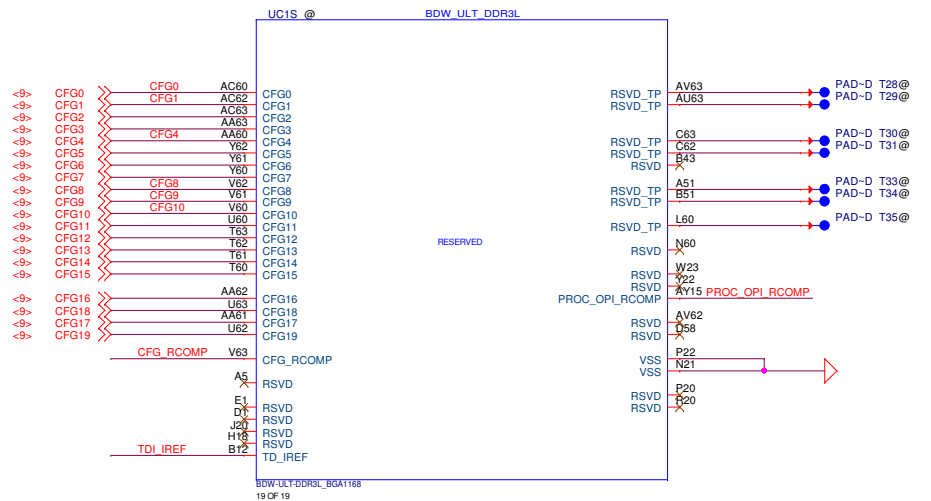 UC1S @ BDW_ULT_DDR3L
<9> CFG0 CFG0 AC60 CFG0 RSVD_TP AV63 PAD~D T28@
<9> CFG1 CFG1 AC62 CFG1 RSVD_TP AU63 PAD~D T29@
<9> CFG2 AC63 CFG2
<9> CFG3 AA63 CFG3
<9> CFG4 CFG4 AA60 CFG4 RSVD_TP C63 PAD~D T30@
<9> CFG5 Y62 CFG5 RSVD_TP C62 PAD~D T31@
<9> CFG6 Y61 CFG6 RSVD B43
<9> CFG7 Y60 CFG7
<9> CFG8 CFG8 V62 CFG8 RSVD_TP A51 PAD~D T33@
<9> CFG9 CFG9 V61 CFG9 RSVD_TP B51 PAD~D T34@
<9> CFG10 CFG10 V60 CFG10
<9> CFG11 U60 CFG11 RSVD_TP L60 PAD~D T35@
<9> CFG12 T63 CFG12
RESERVED
<9> CFG13 T62 CFG13 RSVD N60
<9> CFG14 T61 CFG14
<9> CFG15 T60 CFG15 RSVD W23
RSVD Y22
<9> CFG16 AA62 CFG16 PROC_OPI_RCOMP AY15 PROC_OPI_RCOMP
<9> CFG18 U63 CFG18
<9> CFG17 AA61 CFG17 RSVD AV62
<9> CFG19 U62 CFG19 RSVD D58
CFG_RCOMP V63 CFG_RCOMP VSS P22
VSS N21
A5 RSVD
RSVD P20
E1 RSVD RSVD R20
D1 RSVD
J20 RSVD
H18 RSVD
TDI_IREF B12 TD_IREF
BDW-ULT-DDR3L_BGA1168
19 OF 19